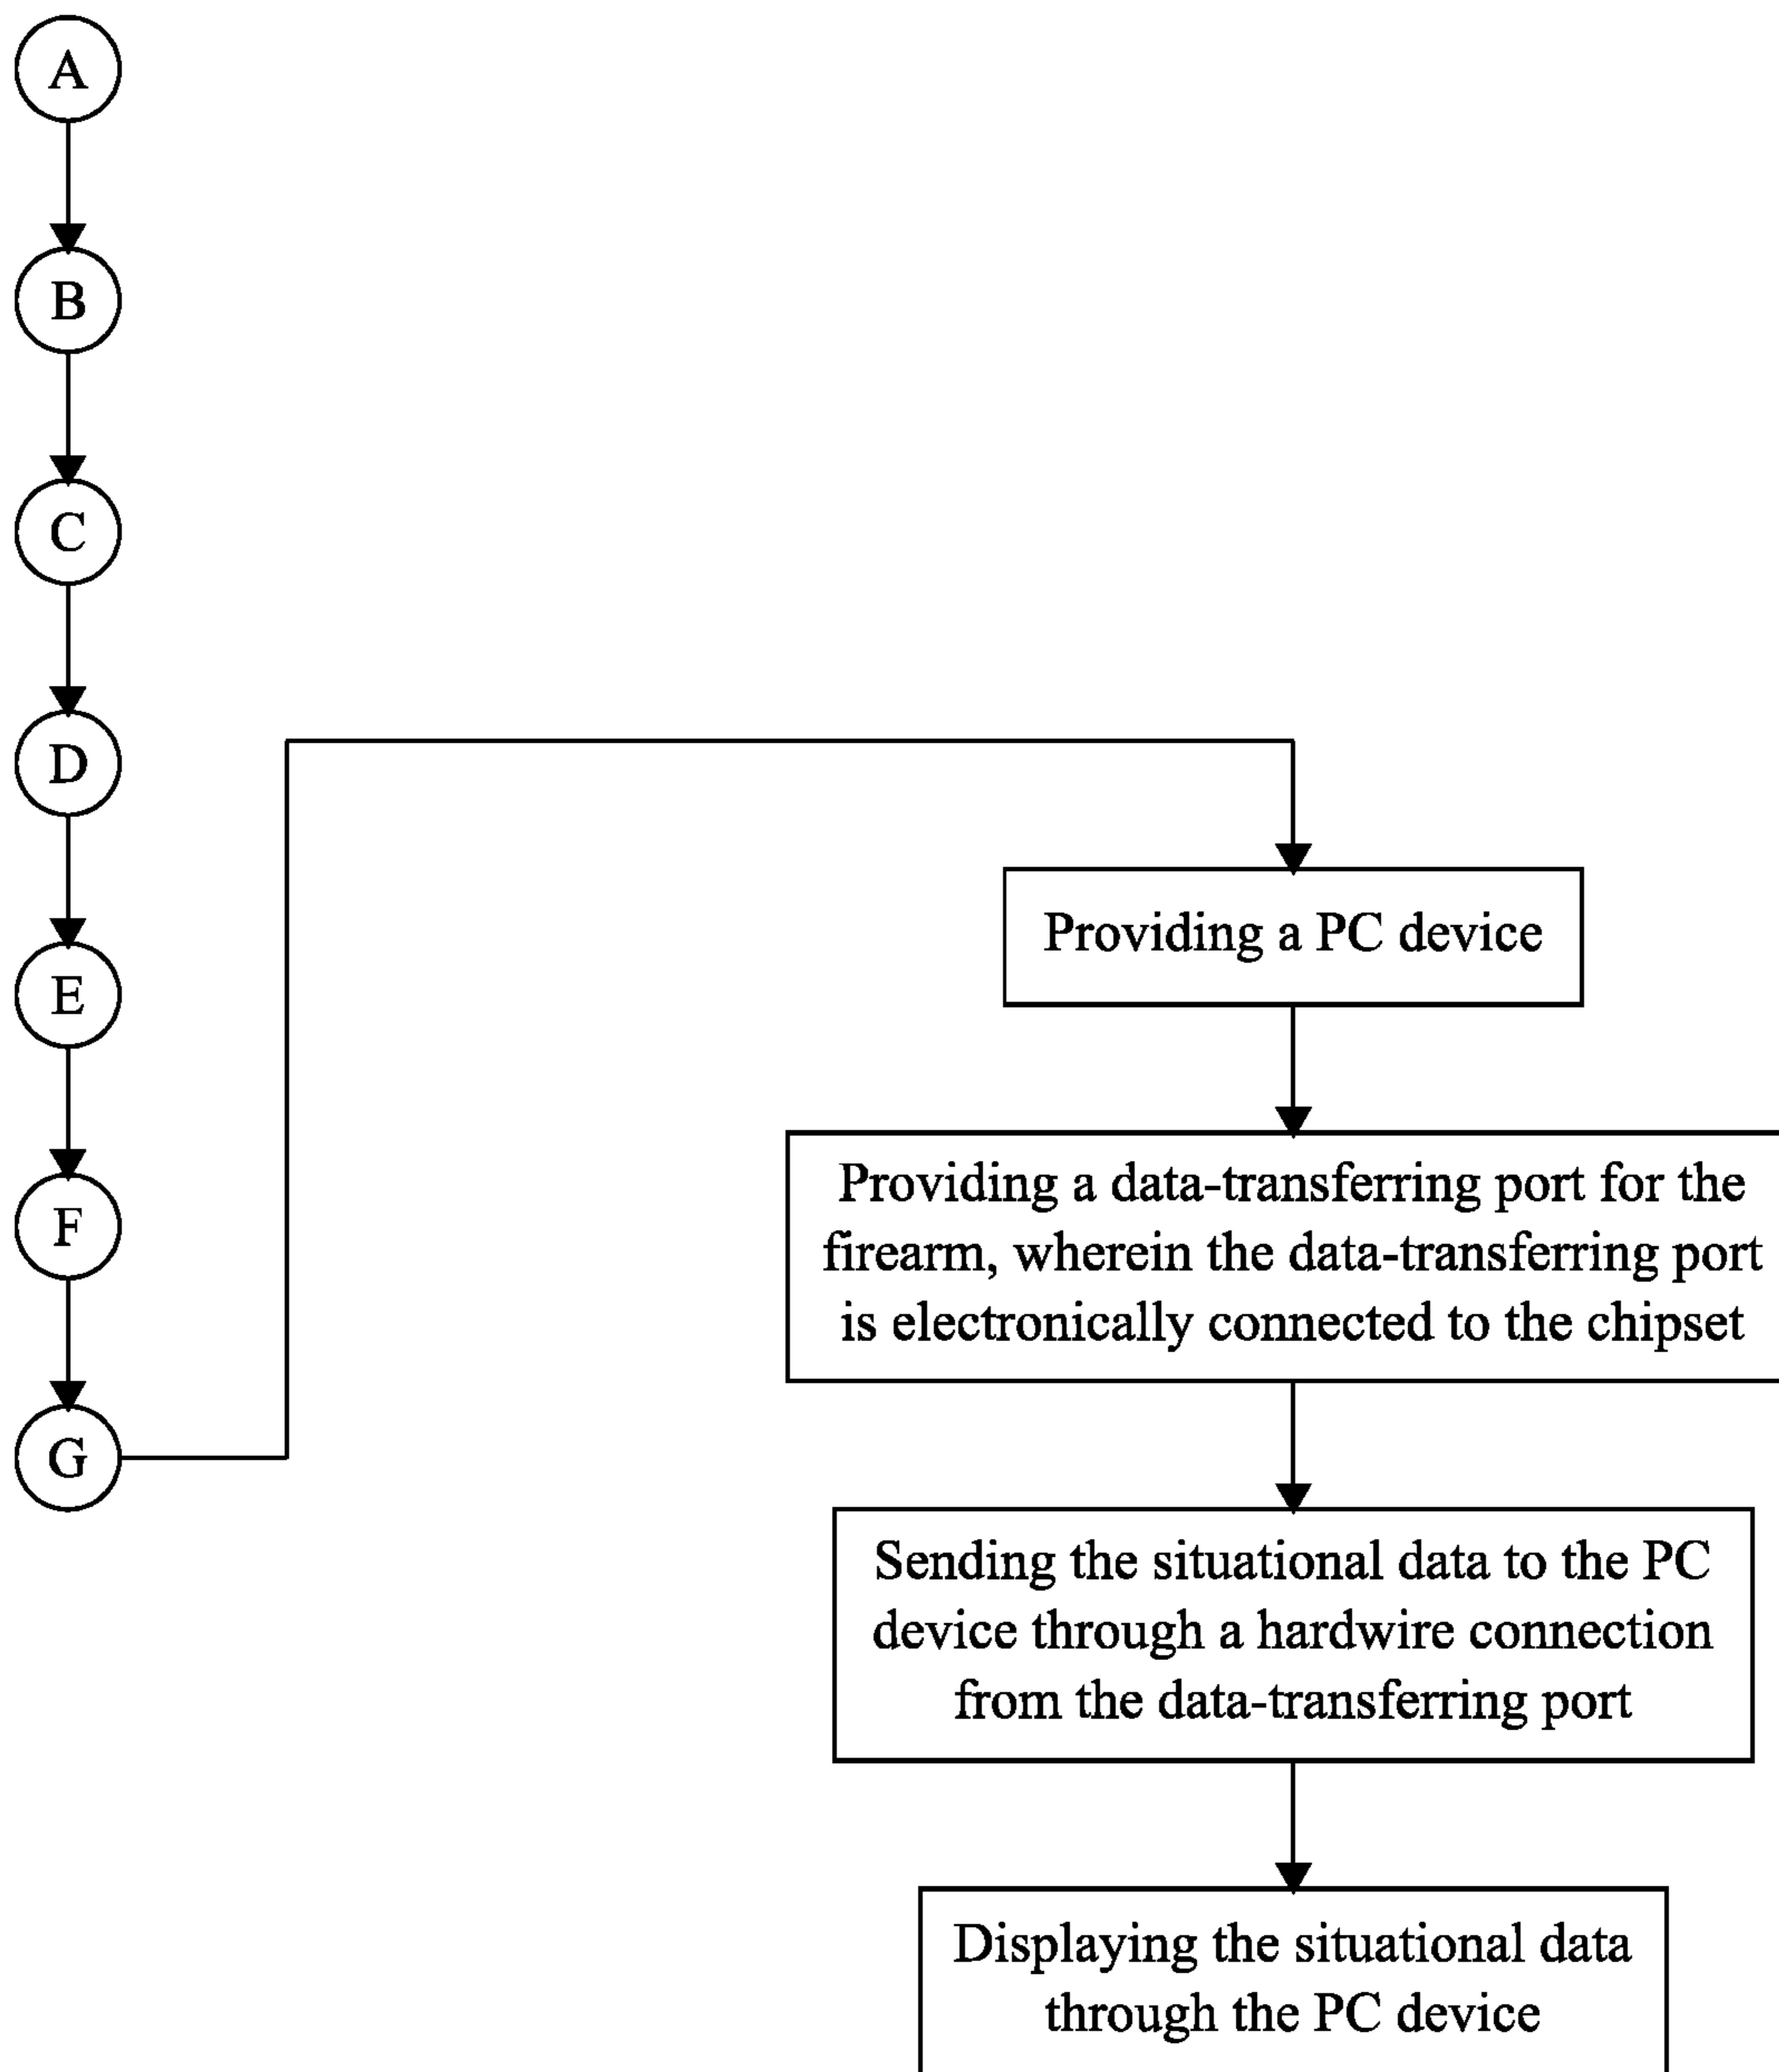 A
B
C
D
E
F
G
Providing a PC device
Providing a data-transferring port for the
firearm, wherein the data-transferring port
is electronically connected to the chipset
Sending the situational data to the PC
device through a hardwire connection
from the data-transferring port
Displaying the situational data
through the PC device